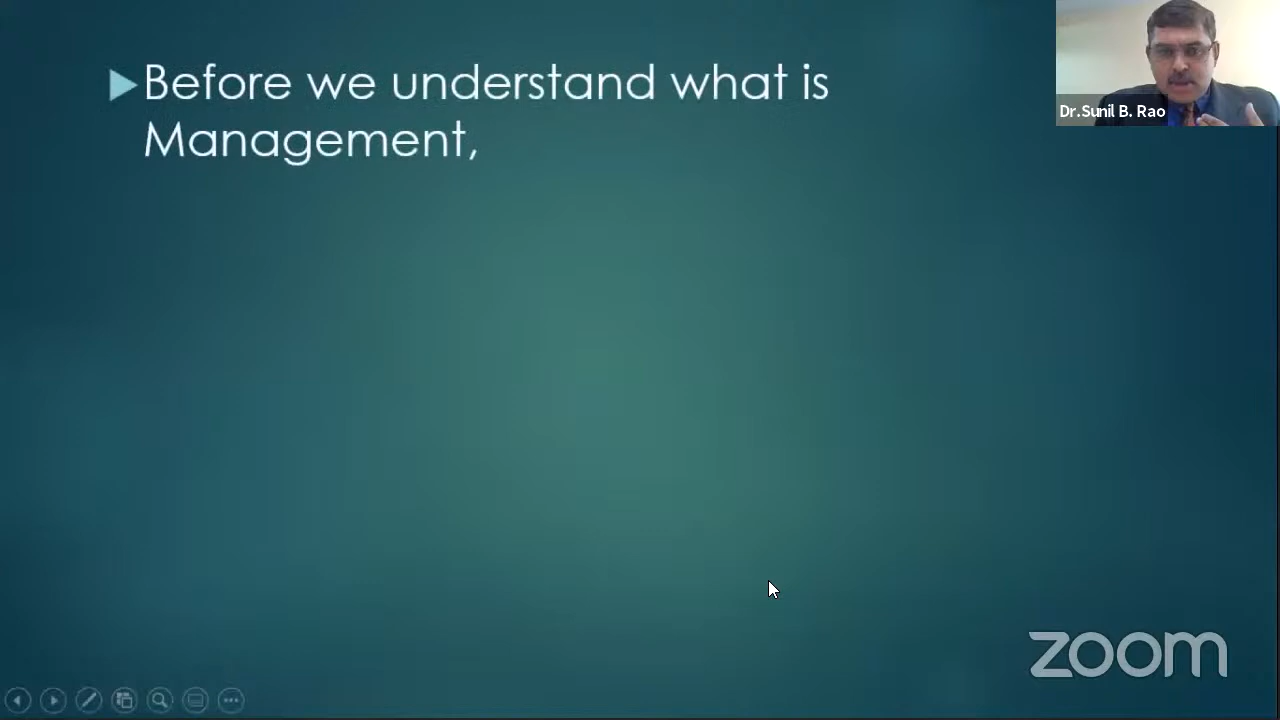 Before we understand what is
Management,
Dr.Sunil B. Rao
zoom